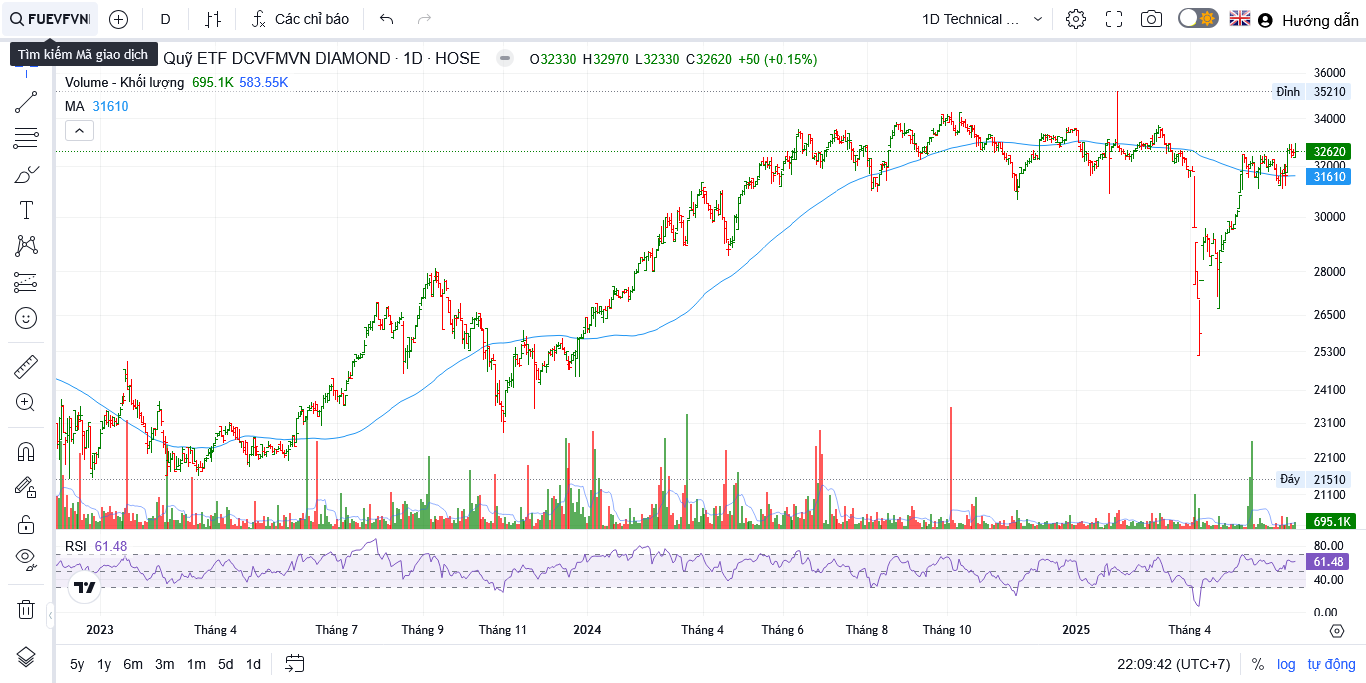 FUEVFVN
D
Các chỉ báo
1D Technical ...
Hướng dẫn
Tìm kiếm Mã giao dịch
Quỹ ETF DCVFMVN DIAMOND · 1D · HOSE
O32330 H32970 L32330 C32620 +50 (+0.15%)
Volume - Khối lượng 695.1K 583.55K
MA 31610
36000
Đỉnh 35210
34000
32620
32000
31610
30000
28000
26500
25300
24100
23100
22100
Đáy 21510
21100
695.1K
RSI 61.48
80.00
61.48
40.00
0.00
2023 Tháng 4 Tháng 7 Tháng 9 Tháng 11 2024 Tháng 4 Tháng 6 Tháng 8 Tháng 10 2025 Tháng 4
5y 1y 6m 3m 1m 5d 1d
22:09:42 (UTC+7) % log tự động